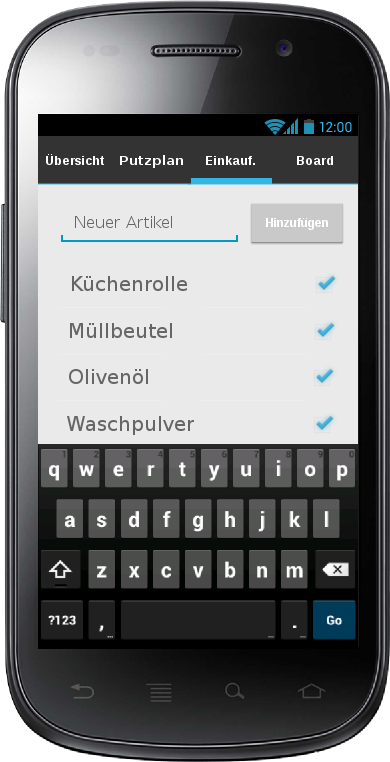 12:00
Übersicht Putzplan Einkauf. Board
Neuer Artikel Hinzufügen
Küchenrolle
Müllbeutel
Olivenöl
Waschpulver
1 2 3 4 5 6 7 8 9 0
q w e r t y u i o p
a s d f g h j k l
z x c v b n m
?123 , ... . ... Go